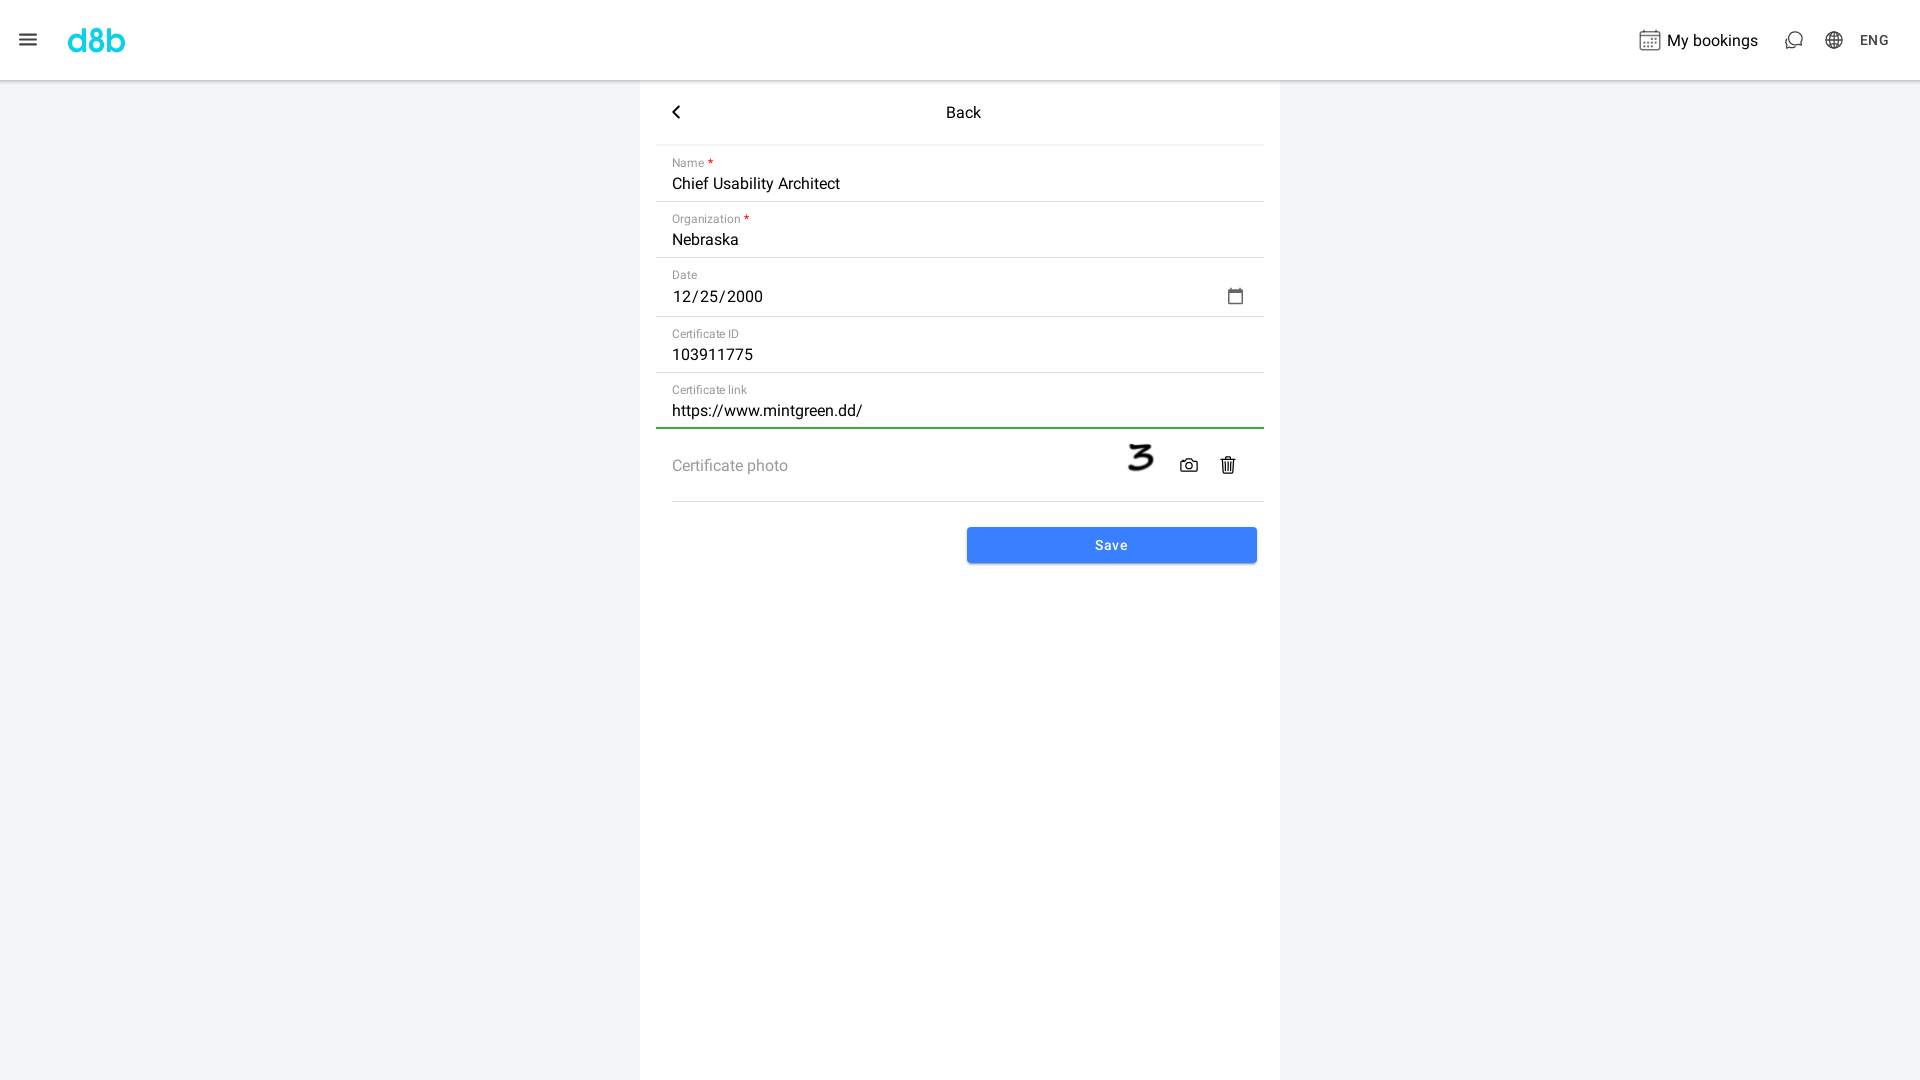 d8b
My bookings
ENG
Back
Name *
Chief Usability Architect
Organization *
Nebraska
Date
12/25/2000
Certificate ID
103911775
Certificate link
https://www.mintgreen.dd/
Certificate photo
3
Save